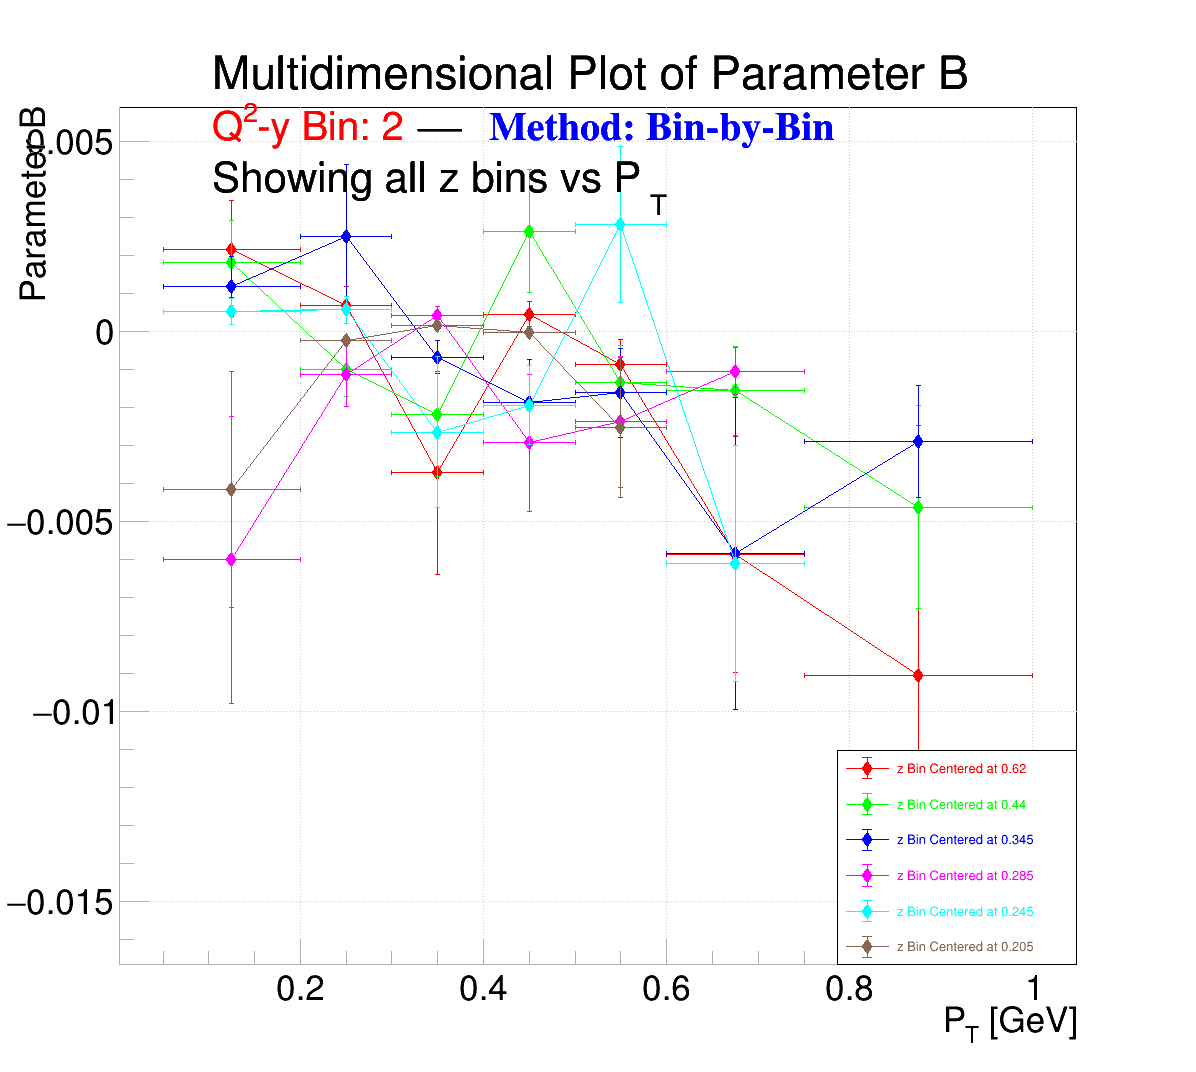 Multidimensional Plot of Parameter B
Q²-y Bin: 2 — Method: Bin-by-Bin
Showing all z bins vs P_T
Parameter B
0.005
0
−0.005
−0.01
−0.015
0.2 0.4 0.6 0.8 1
P_T [GeV]
z Bin Centered at 0.62
z Bin Centered at 0.44
z Bin Centered at 0.345
z Bin Centered at 0.285
z Bin Centered at 0.245
z Bin Centered at 0.205